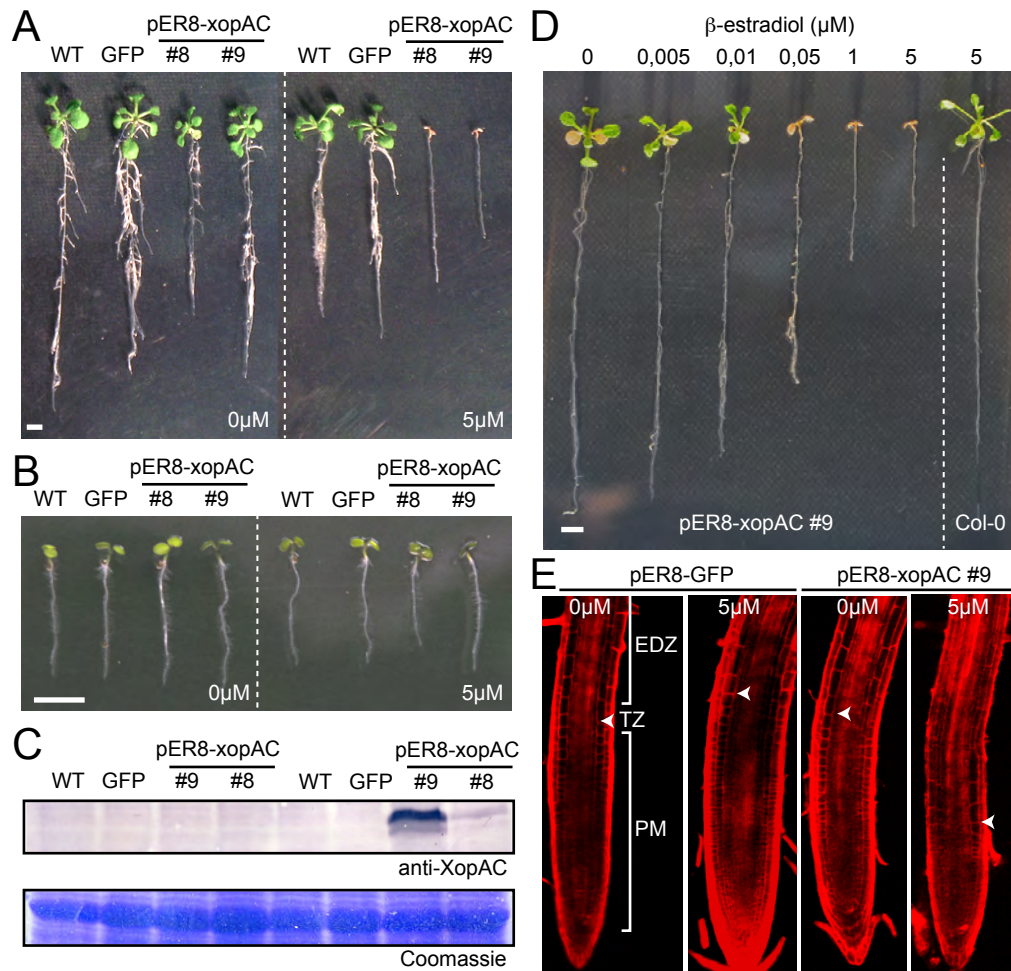 A
pER8-xopAC pER8-xopAC
WT GFP #8 #9 WT GFP #8 #9
0µM 5µM
B
pER8-xopAC pER8-xopAC
WT GFP #8 #9 WT GFP #8 #9
0µM 5µM
C
pER8-xopAC pER8-xopAC
WT GFP #9 #8 WT GFP #9 #8
anti-XopAC
Coomassie
D
β-estradiol (µM)
0 0,005 0,01 0,05 1 5 5
pER8-xopAC #9 Col-0
E
pER8-GFP pER8-xopAC #9
0µM 5µM 0µM 5µM
EDZ
TZ
PM